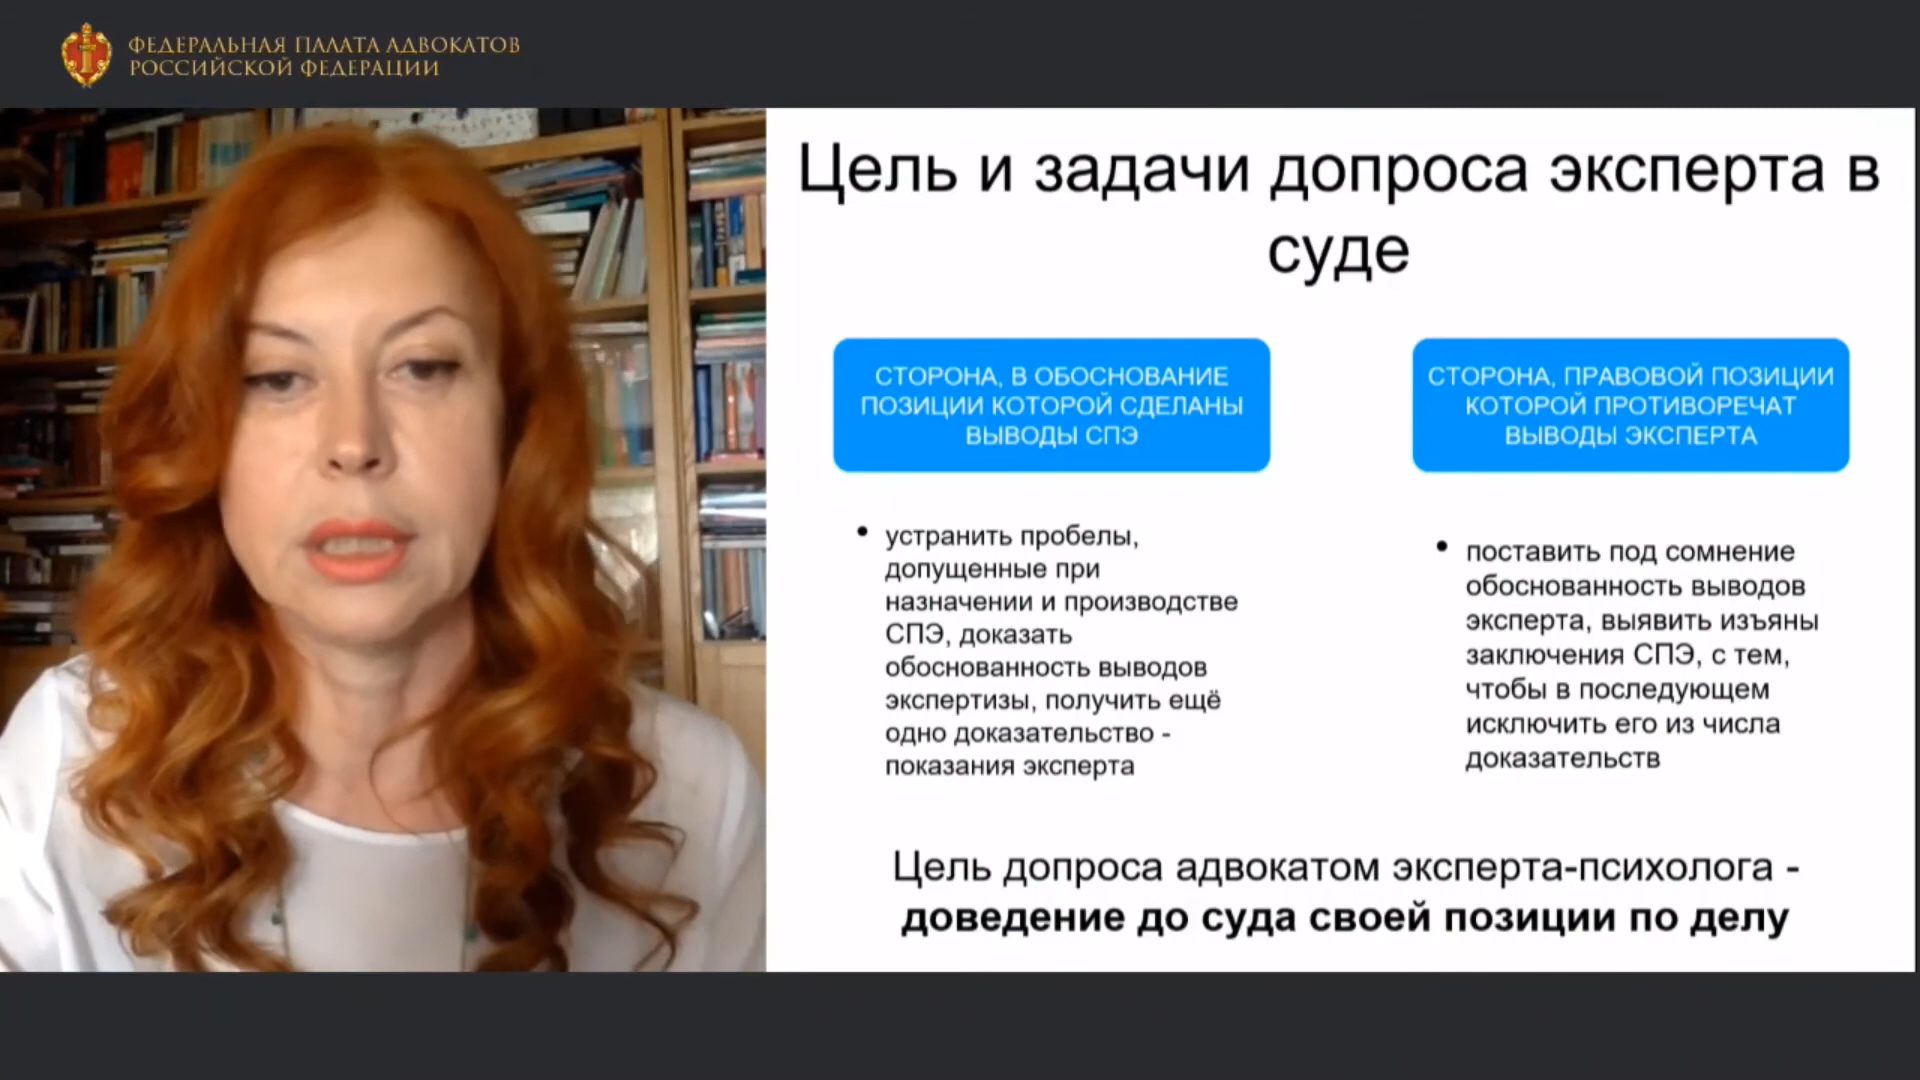 ФЕДЕРАЛЬНАЯ ПАЛАТА АДВОКАТОВ
РОССИЙСКОЙ ФЕДЕРАЦИИ
Цель и задачи допроса эксперта в
суде
СТОРОНА, В ОБОСНОВАНИЕ
ПОЗИЦИИ КОТОРОЙ СДЕЛАНЫ
ВЫВОДЫ СПЭ
• устранить пробелы,
допущенные при
назначении и производстве
СПЭ, доказать
обоснованность выводов
экспертизы, получить ещё
одно доказательство -
показания эксперта
СТОРОНА, ПРАВОВОЙ ПОЗИЦИИ
КОТОРОЙ ПРОТИВОРЕЧАТ
ВЫВОДЫ ЭКСПЕРТА
• поставить под сомнение
обоснованность выводов
эксперта, выявить изъяны
заключения СПЭ, с тем,
чтобы в последующем
исключить его из числа
доказательств
Цель допроса адвокатом эксперта-психолога -
доведение до суда своей позиции по делу